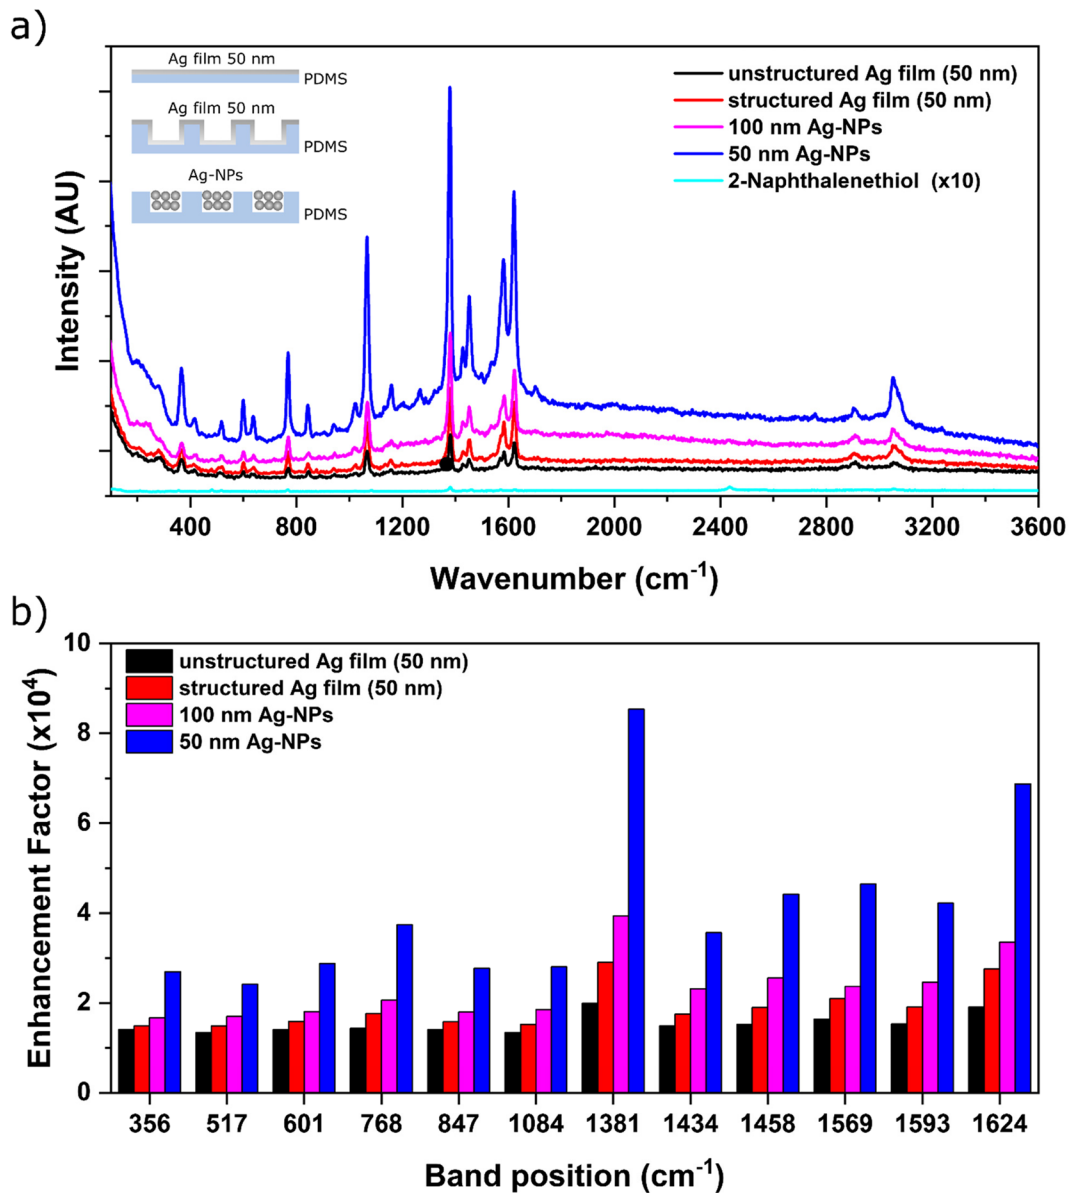 a)
Ag film 50 nm
PDMS
Ag film 50 nm
PDMS
Ag-NPs
PDMS
unstructured Ag film (50 nm)
structured Ag film (50 nm)
100 nm Ag-NPs
50 nm Ag-NPs
2-Naphthalenethiol (x10)
Intensity (AU)
400 800 1200 1600 2000 2400 2800 3200 3600
Wavenumber (cm⁻¹)
b)
unstructured Ag film (50 nm)
structured Ag film (50 nm)
100 nm Ag-NPs
50 nm Ag-NPs
Enhancement Factor (x10⁴)
10
8
6
4
2
0
356 517 601 768 847 1084 1381 1434 1458 1569 1593 1624
Band position (cm⁻¹)